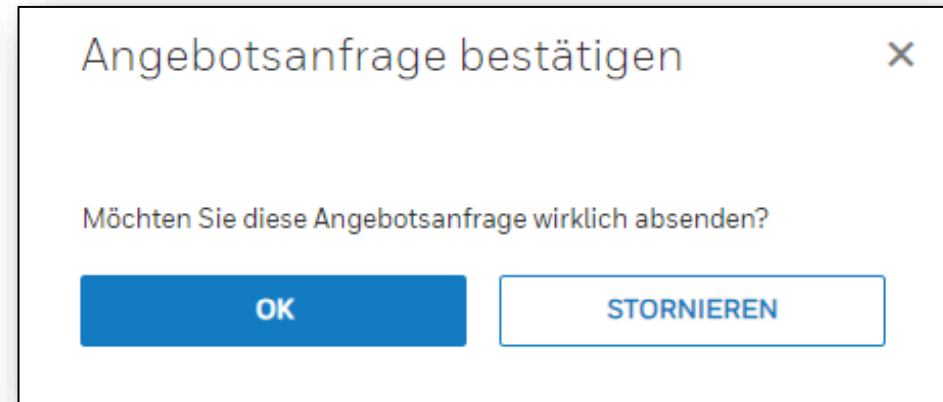 Angebotsanfrage bestätigen
Möchten Sie diese Angebotsanfrage wirklich absenden?
OK
STORNIEREN